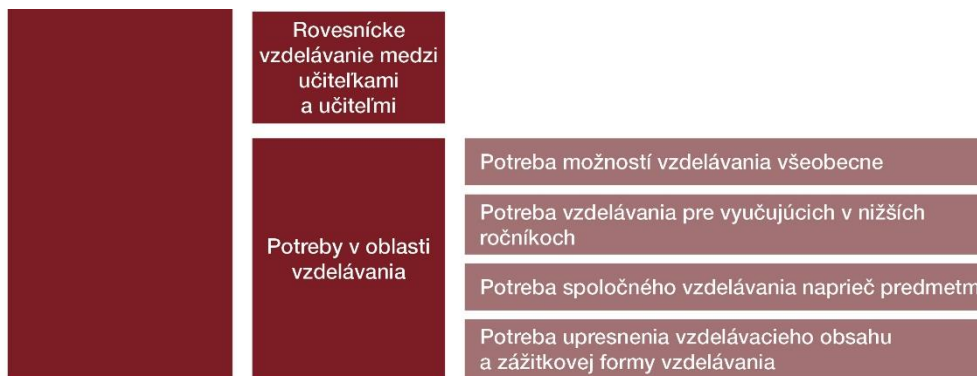 Rovesnícke
vzdelávanie medzi
učiteľkami
a učiteľmi
Potreby v oblasti
vzdelávania
Potreba možností vzdelávania všeobecne
Potreba vzdelávania pre vyučujúcich v nižších
ročníkoch
Potreba spoločného vzdelávania naprieč predmetm
Potreba upresnenia vzdelávacieho obsahu
a zážitkovej formy vzdelávania